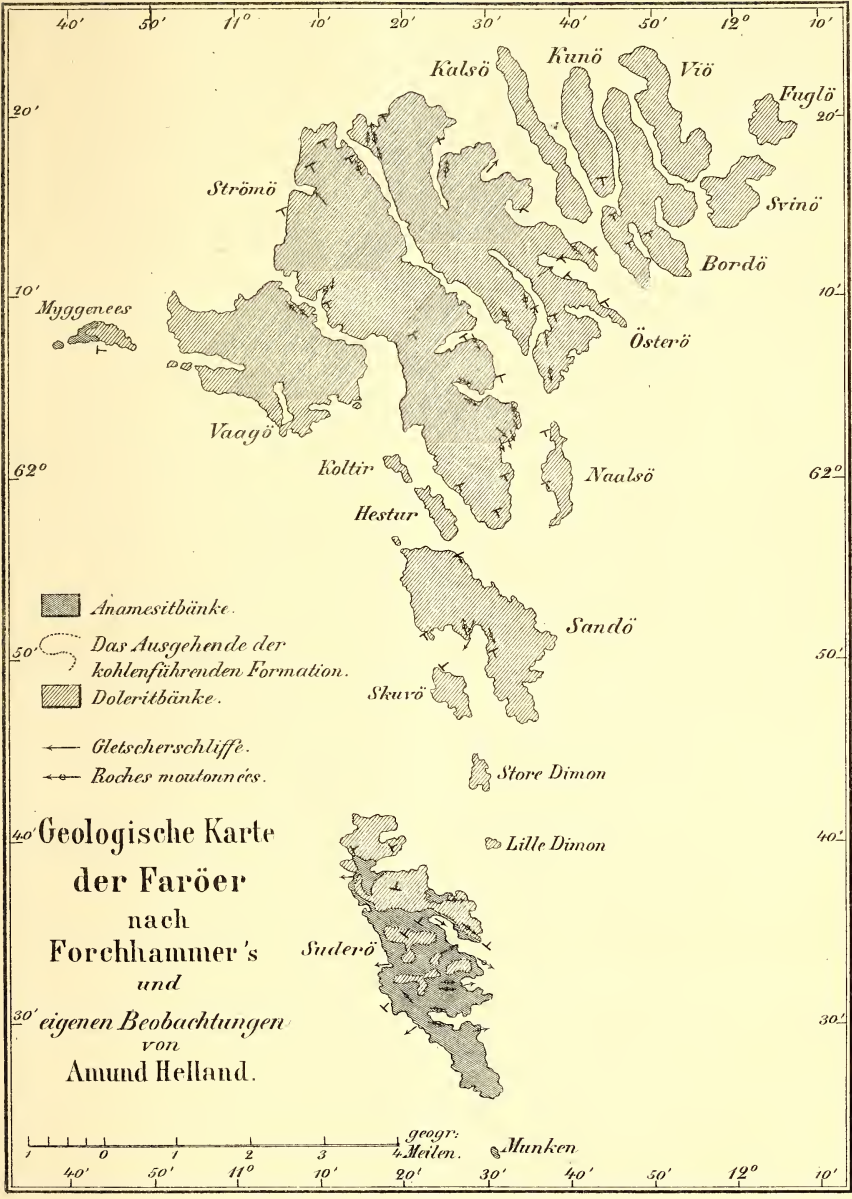 40' 50' 11° 10' 20' 30' 40' 50' 12° 10'
Kalsö
Kunö
Viö
Fuglö
20'
20'
Strömö
Svinö
Bordö
10'
10'
Myggenees
Österö
Vaagö
Koltir
62°
62°
Naalsö
Hestur
Anamesitbänke.
Das Ausgehende der
kohlenführenden Formation.
50'
50'
Doleritbänke.
Sandö
Skuvö
Gletscherschliffe.
Roches moutonnées.
Store Dimon
40'
40'
Geologische Karte
der Faröer
nach
Forchhammer's
und
eigenen Beobachtungen
von
Amund Helland.
Lille Dimon
Suderö
30'
30'
geogr:
Meilen.
1 0 1 2 3 4
Munken
40' 50' 11° 10' 20' 30' 40' 50' 12° 10'